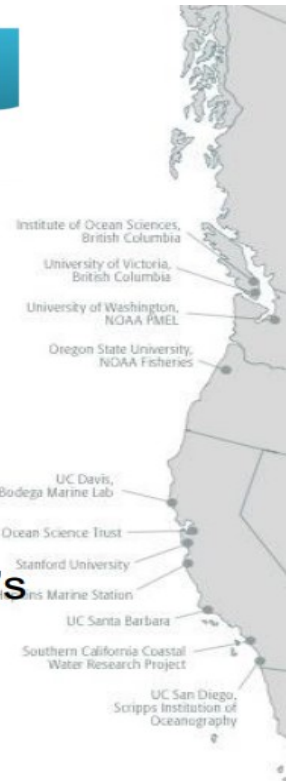 Institute of Ocean Sciences,
British Columbia
University of Victoria,
British Columbia
University of Washington,
NOAA PMEL
Oregon State University,
NOAA Fisheries
UC Davis,
Bodega Marine Lab
Ocean Science Trust
Stanford University
's
Marine Station
UC Santa Barbara
Southern California Coastal
Water Research Project
UC San Diego,
Scripps Institution of
Oceanography